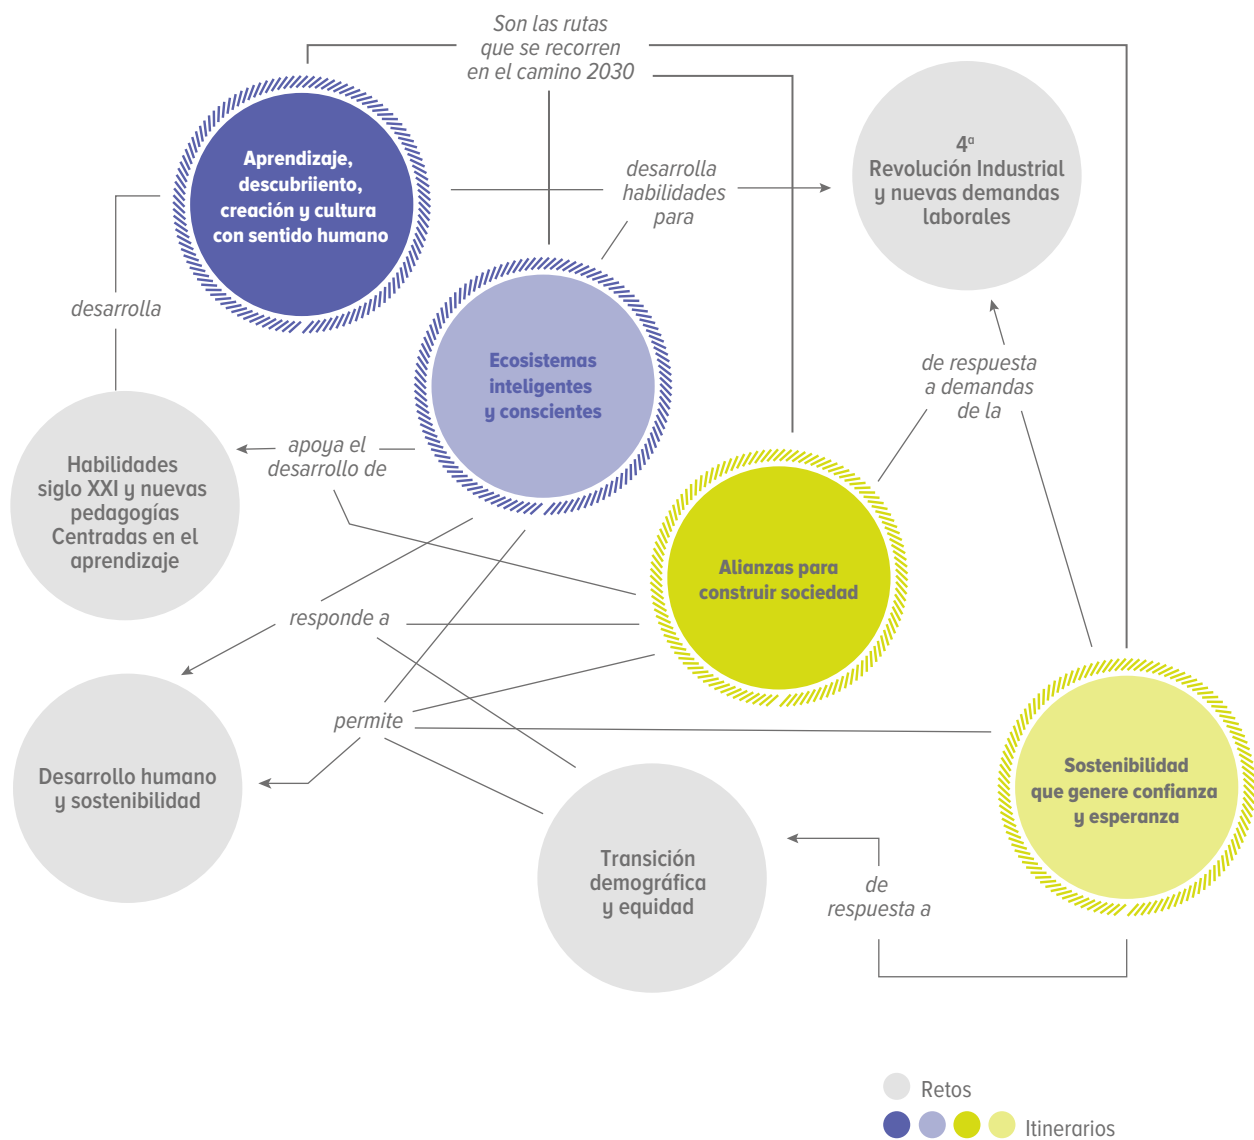 Son las rutas
que se recorren
en el camino 2030
Aprendizaje,
descubriiento,
creación y cultura
con sentido humano
desarrolla
habilidades
para
4ª
Revolución Industrial
y nuevas demandas
laborales
desarrolla
Ecosistemas
inteligentes
y conscientes
de respuesta
a demandas
de la
apoya el
desarrollo de
Habilidades
siglo XXI y nuevas
pedagogías
Centradas en el
aprendizaje
Alianzas para
construir sociedad
responde a
permite
Desarrollo humano
y sostenibilidad
Sostenibilidad
que genere confianza
y esperanza
Transición
demográfica
y equidad
de
respuesta a
Retos
Itinerarios